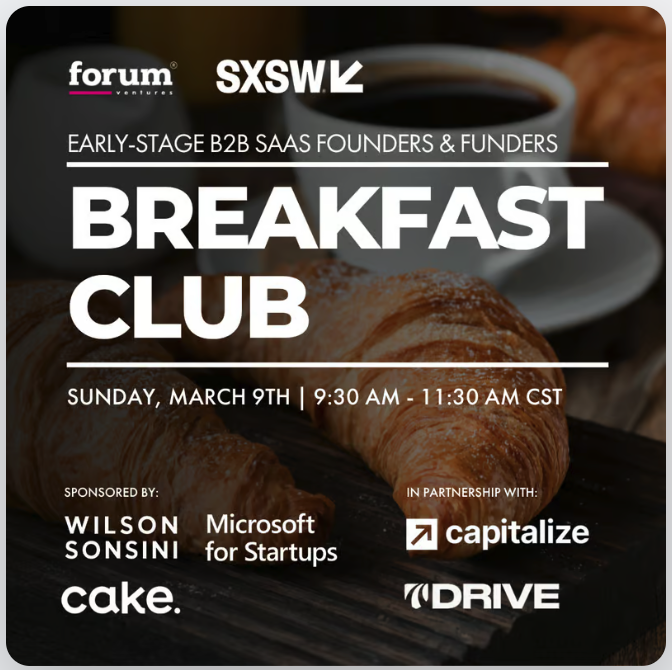 forum® SXSW
ventures
EARLY-STAGE B2B SAAS FOUNDERS & FUNDERS
BREAKFAST
CLUB
SUNDAY, MARCH 9TH | 9:30 AM - 11:30 AM CST
SPONSORED BY:
WILSON
SONSINI
Microsoft
for Startups
cake.
IN PARTNERSHIP WITH:
capitalize
DRIVE